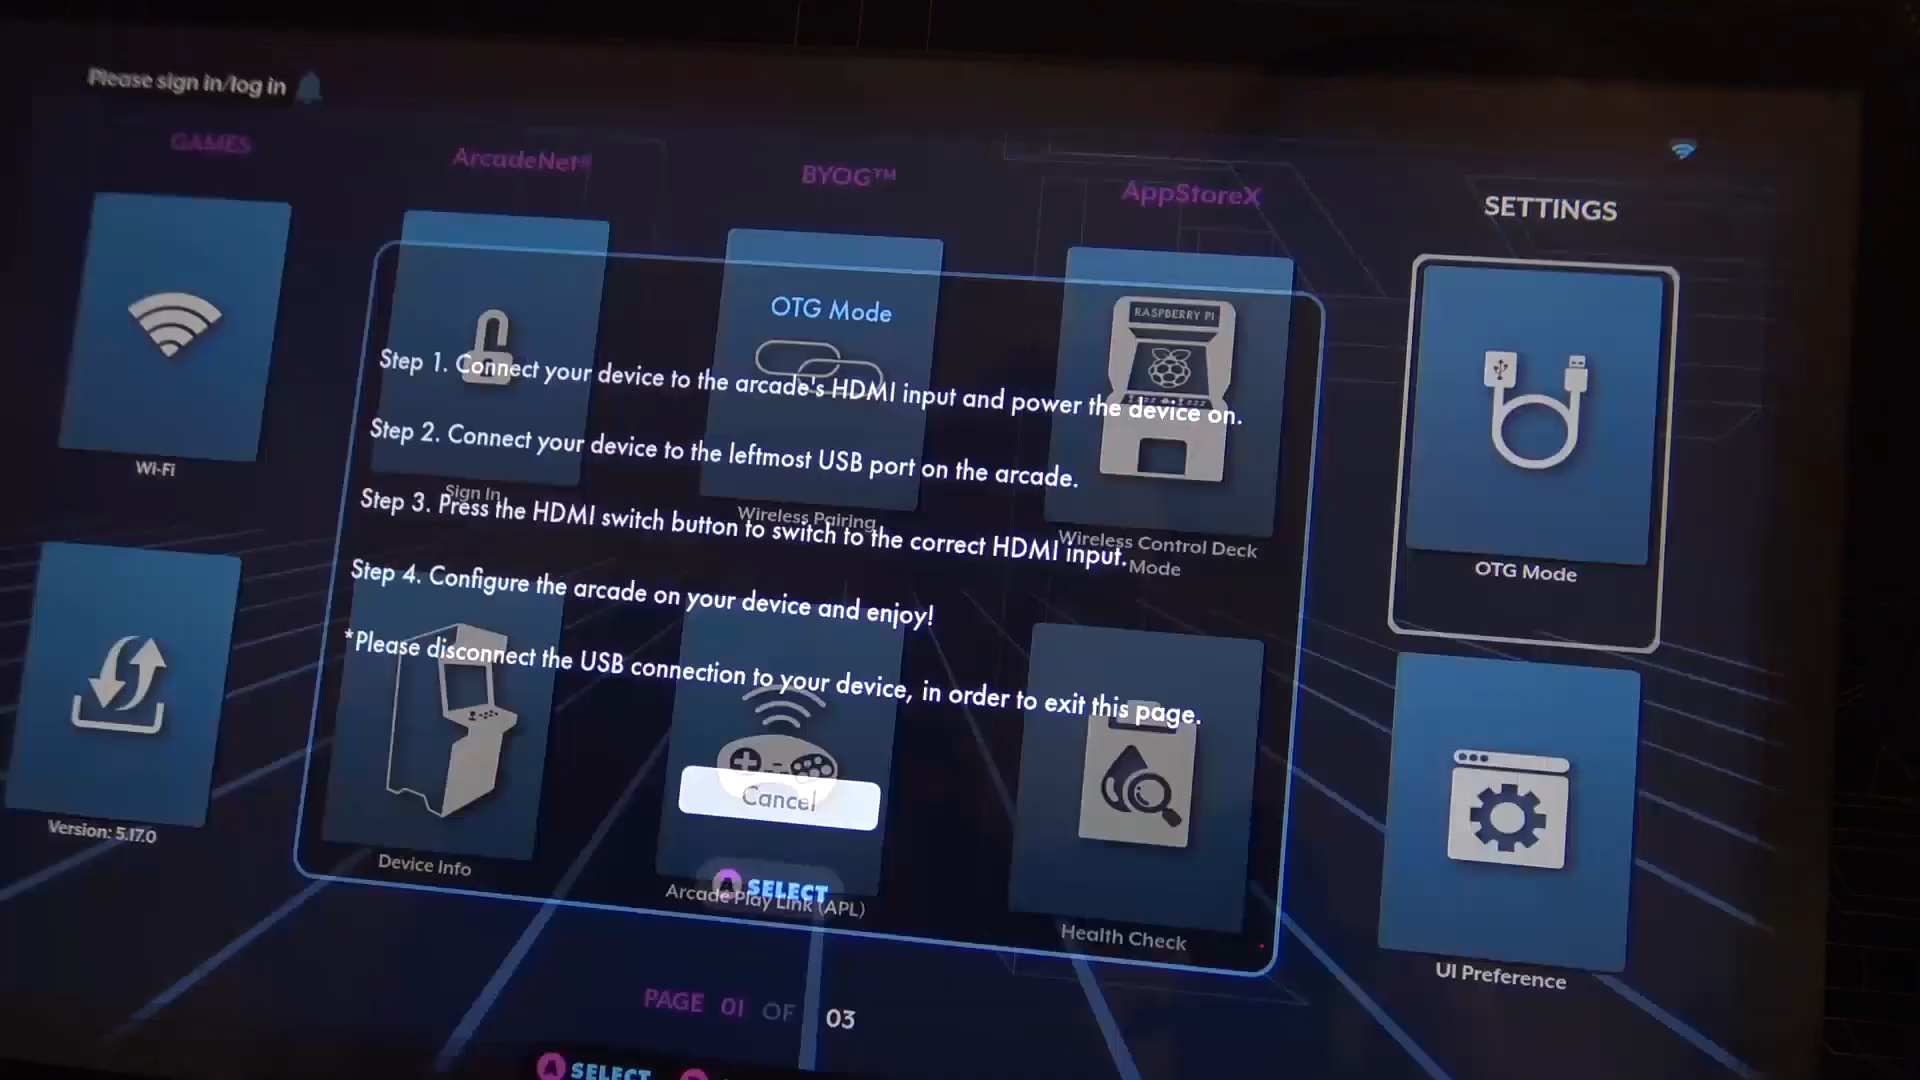 Please sign in/log in
GAMES
ArcadeNet®
BYOG™
AppStoreX
SETTINGS
OTG Mode
RASPBERRY PI
Step 1. Connect your device to the arcade's HDMI input and power the device on.
Step 2. Connect your device to the leftmost USB port on the arcade.
Wi-Fi
Sign In
Wireless Pairing
Wireless Control Deck
Mode
OTG Mode
Step 3. Press the HDMI switch button to switch to the correct HDMI input.
Step 4. Configure the arcade on your device and enjoy!
*Please disconnect the USB connection to your device, in order to exit this page.
Cancel
A SELECT
Version: 5.17.0
Device Info
Arcade Play Link (APL)
Health Check
UI Preference
PAGE 01 OF 03
A SELECT